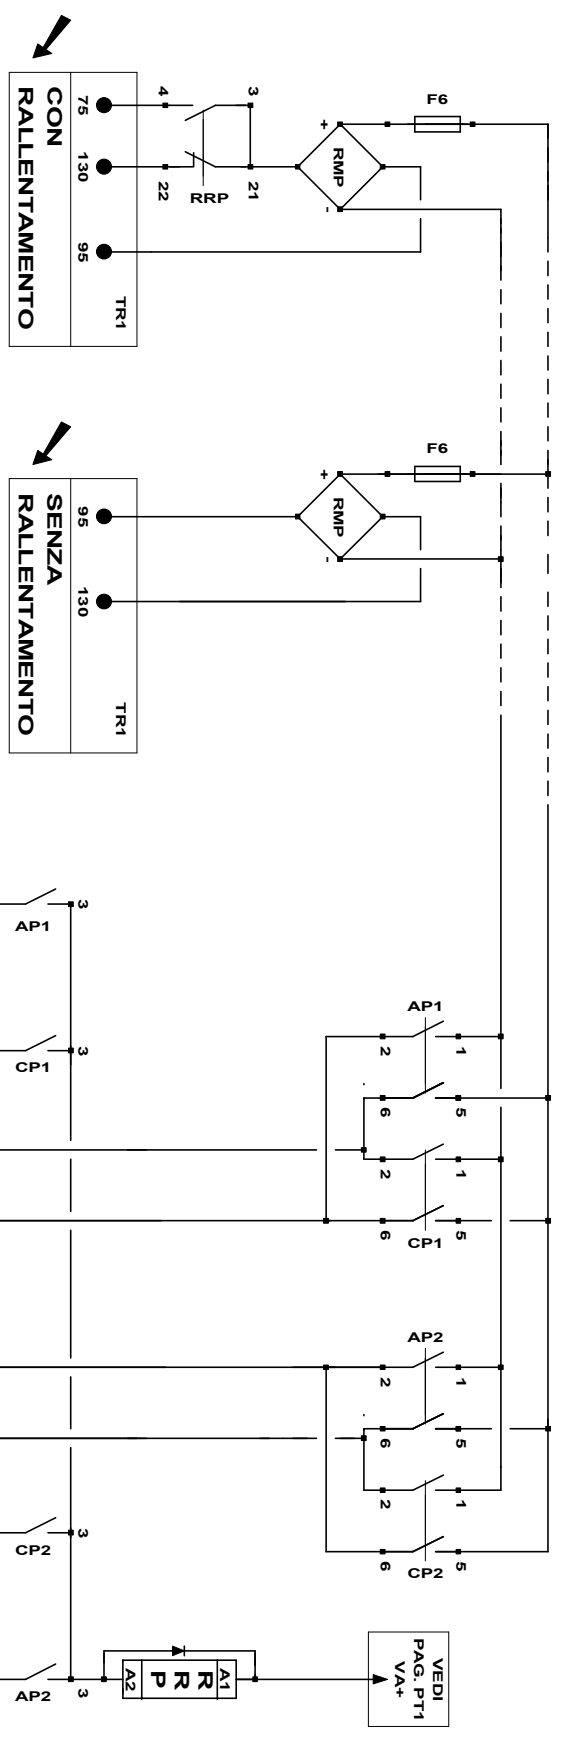 CON
RALLENTAMENTO
75
130
95
TR1
4
3
22
21
RRP
+
RMP
-
F6
SENZA
RALLENTAMENTO
95
130
TR1
+
RMP
-
F6
3
AP1
3
CP1
AP1
2
1
6
5
2
1
6
5
CP1
AP2
2
1
6
5
2
1
6
5
CP2
3
CP2
3
AP2
A1
R
R
P
A2
VEDI
PAG. PT1
VA+